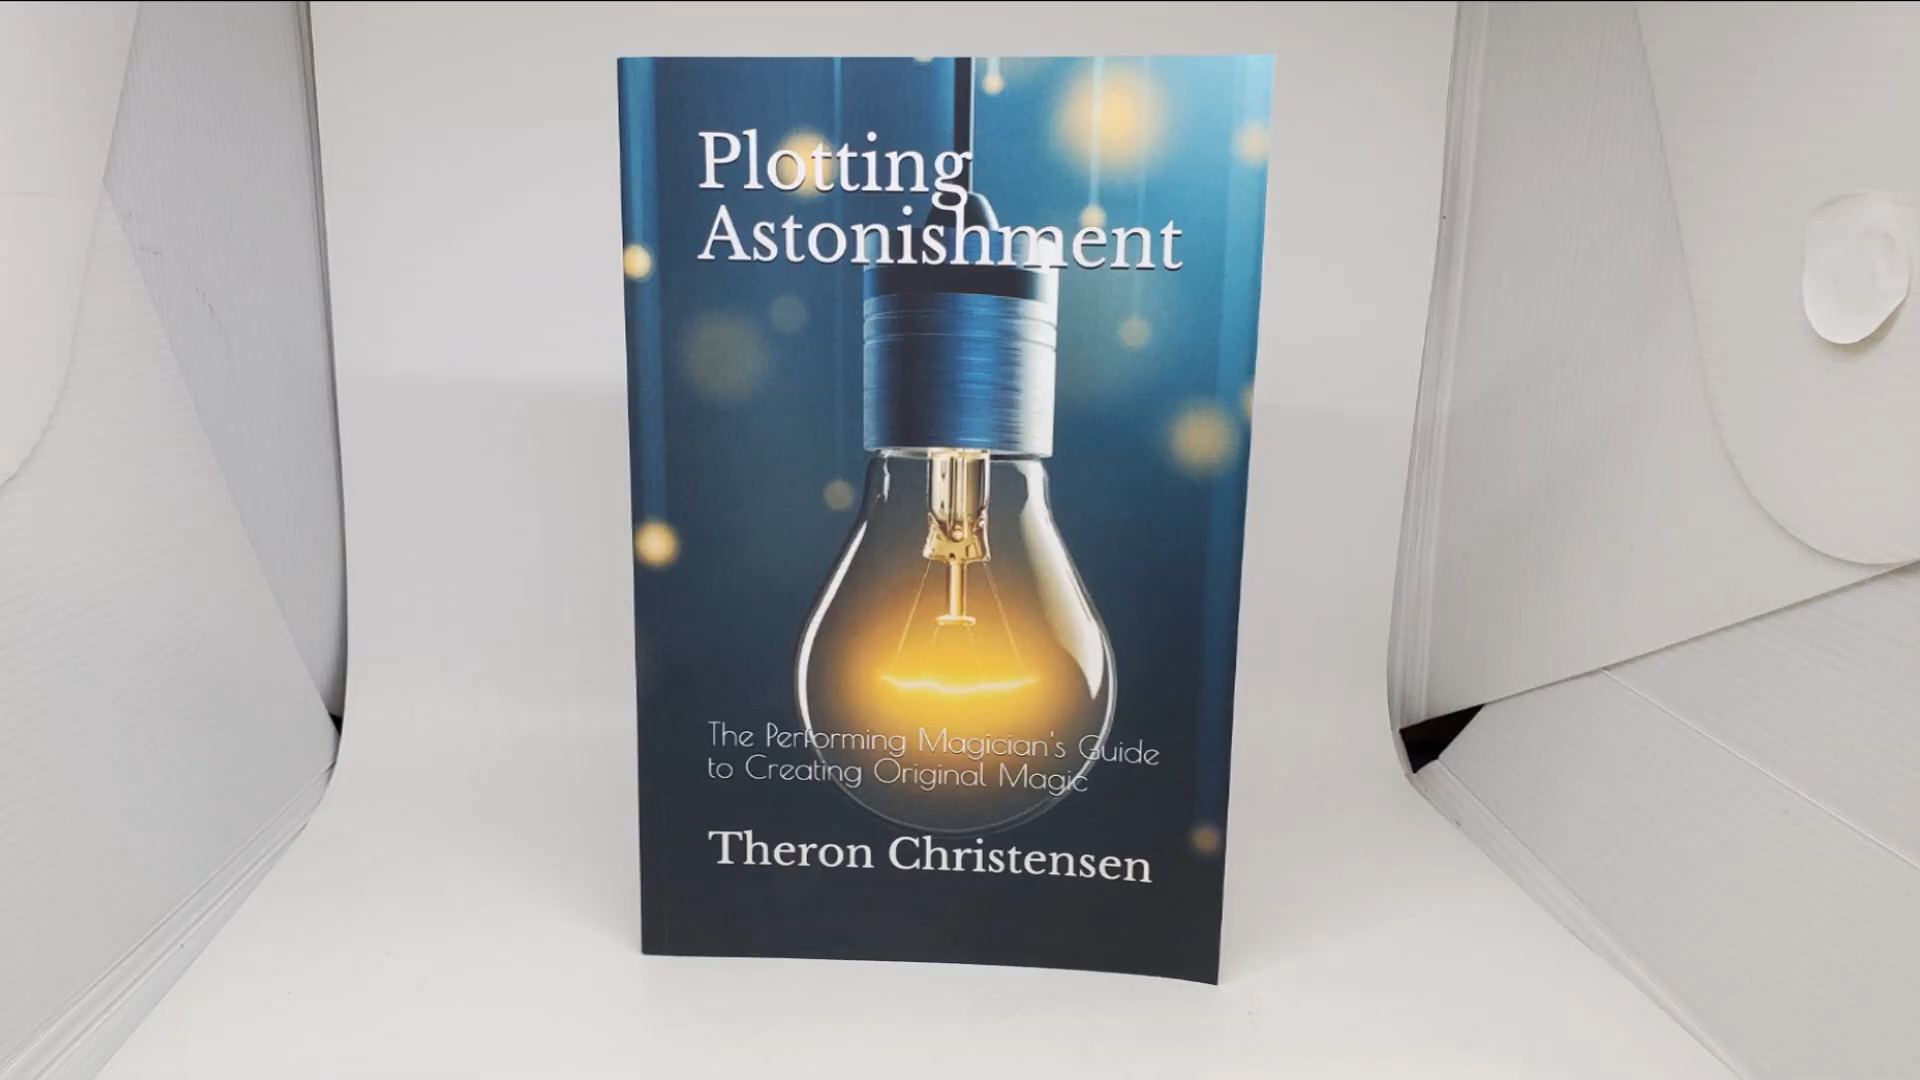 Plotting
Astonishment
The Performing Magician's Guide
to Creating Original Magic
Theron Christensen